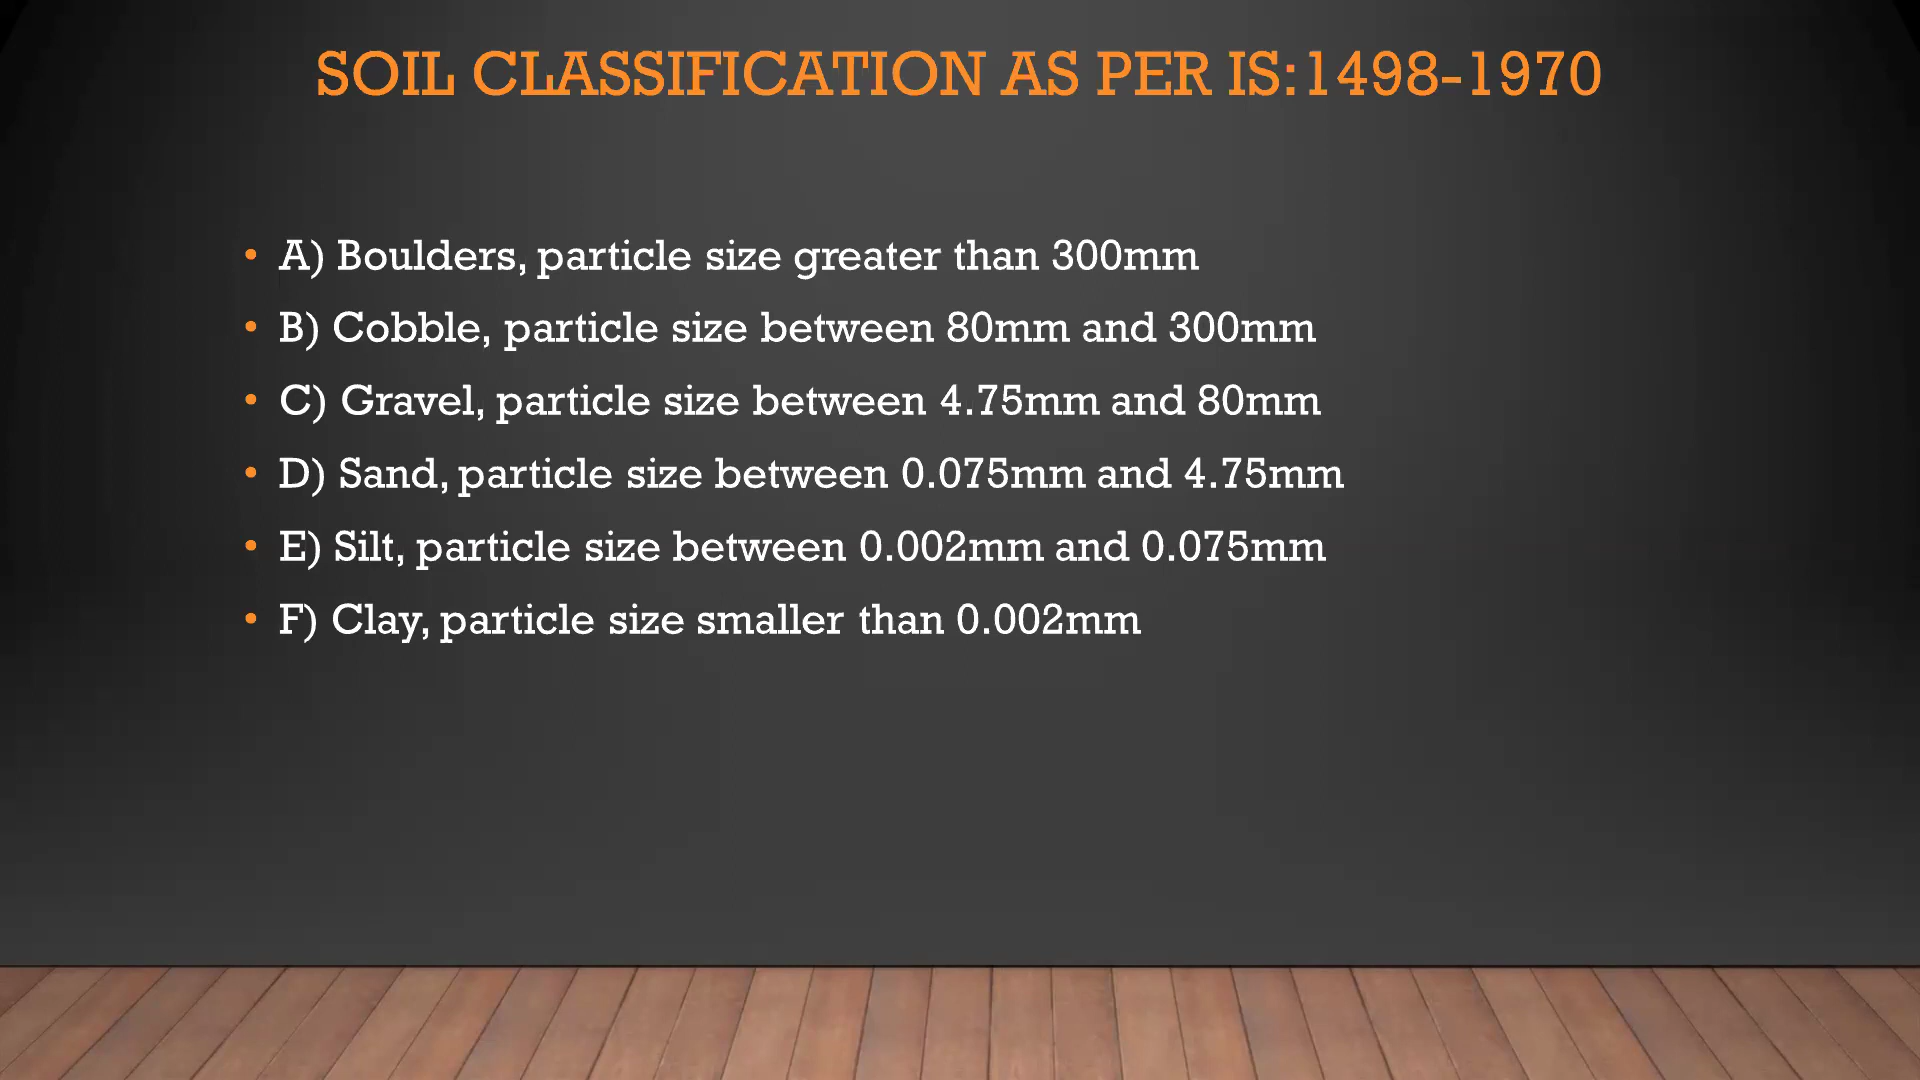 SOIL CLASSIFICATION AS PER IS:1498-1970
• A) Boulders, particle size greater than 300mm
• B) Cobble, particle size between 80mm and 300mm
• C) Gravel, particle size between 4.75mm and 80mm
• D) Sand, particle size between 0.075mm and 4.75mm
• E) Silt, particle size between 0.002mm and 0.075mm
• F) Clay, particle size smaller than 0.002mm